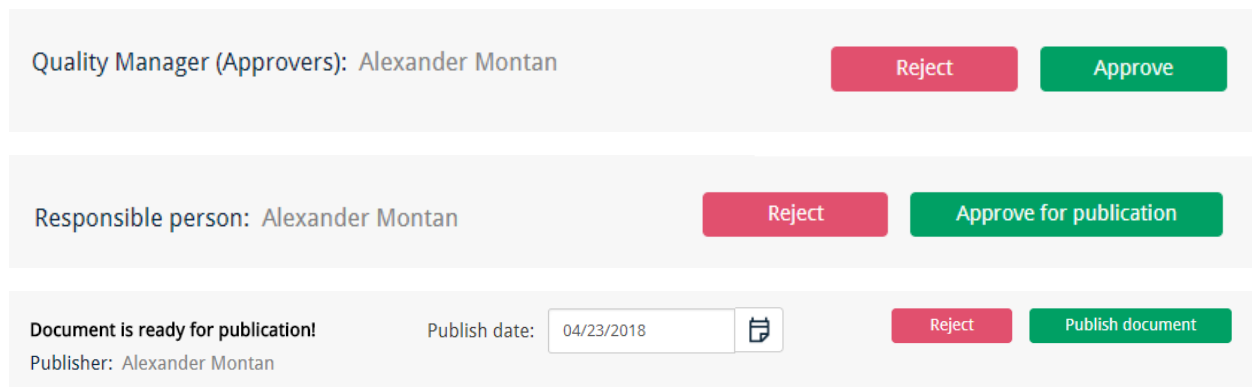 Quality Manager (Approvers): Alexander Montan Reject Approve
Responsible person: Alexander Montan Reject Approve for publication
Document is ready for publication! Publish date: 04/23/2018 Reject Publish document
Publisher: Alexander Montan